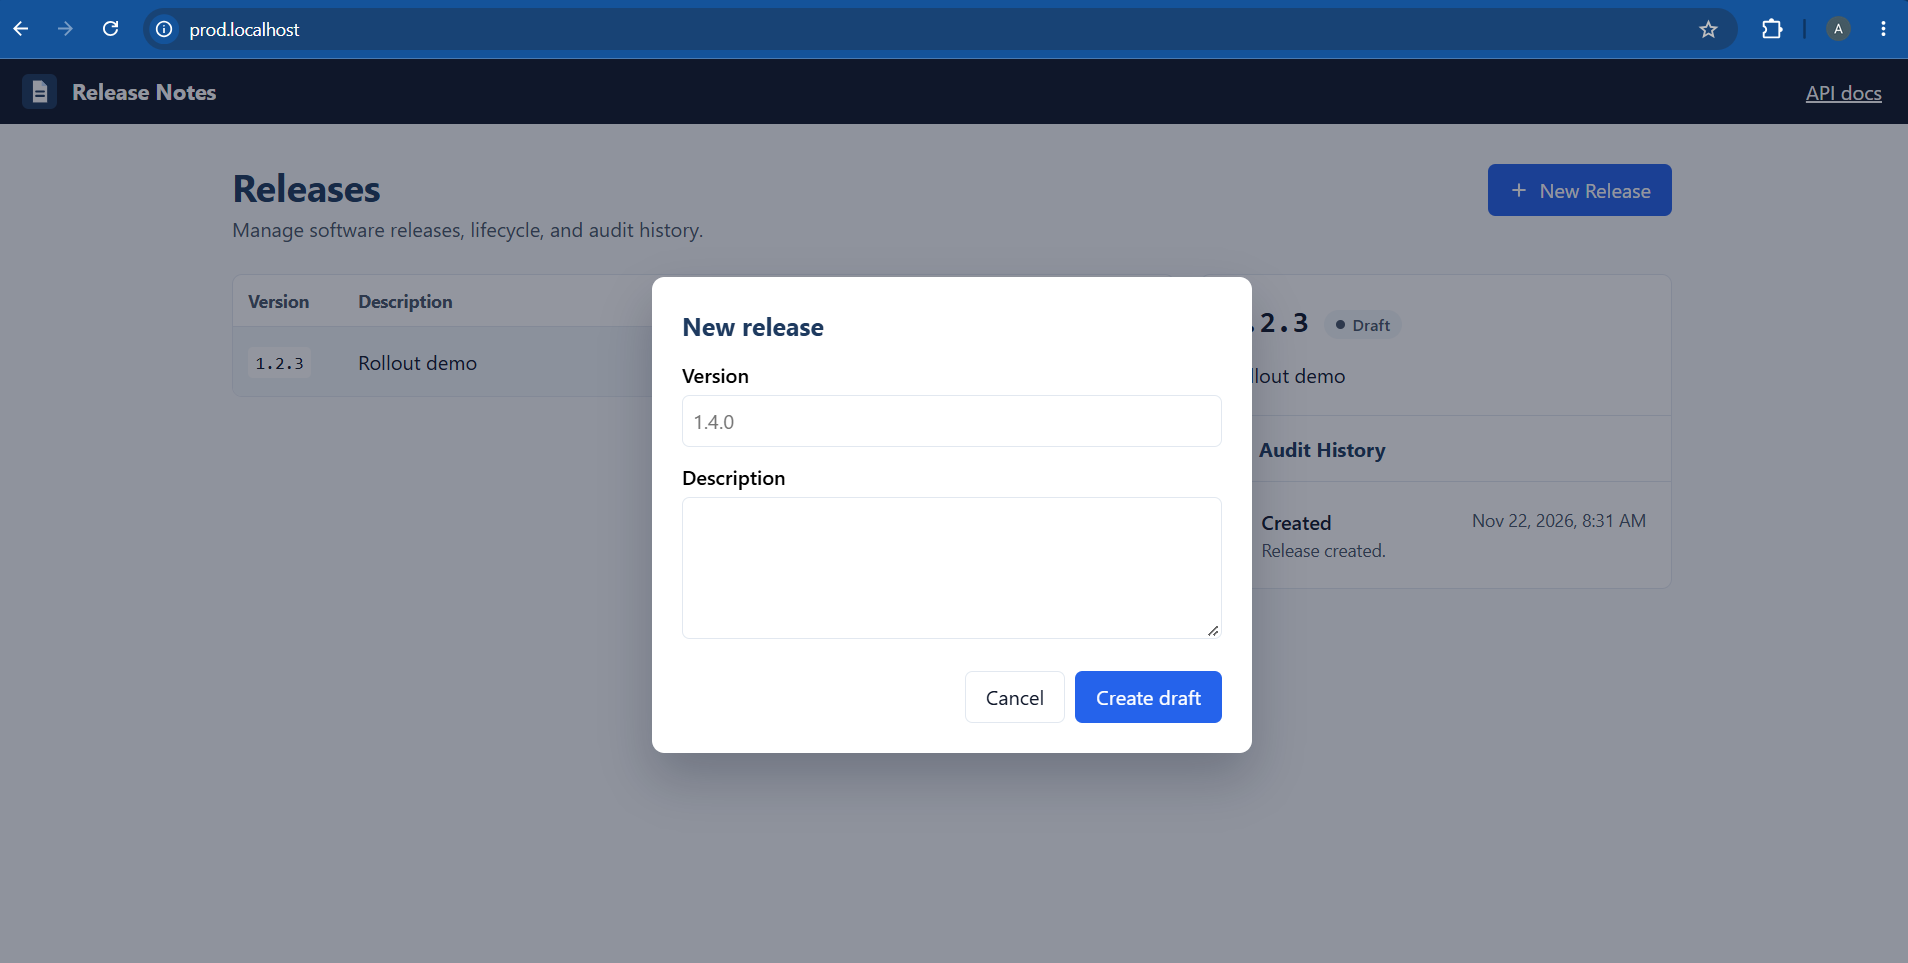 prod.localhost
A
Release Notes
API docs
Releases
+ New Release
Manage software releases, lifecycle, and audit history.
Version Description
1.2.3 Rollout demo
New release
Version
1.4.0
Description
Cancel Create draft
.2.3 Draft
llout demo
Audit History
Created Nov 22, 2026, 8:31 AM
Release created.